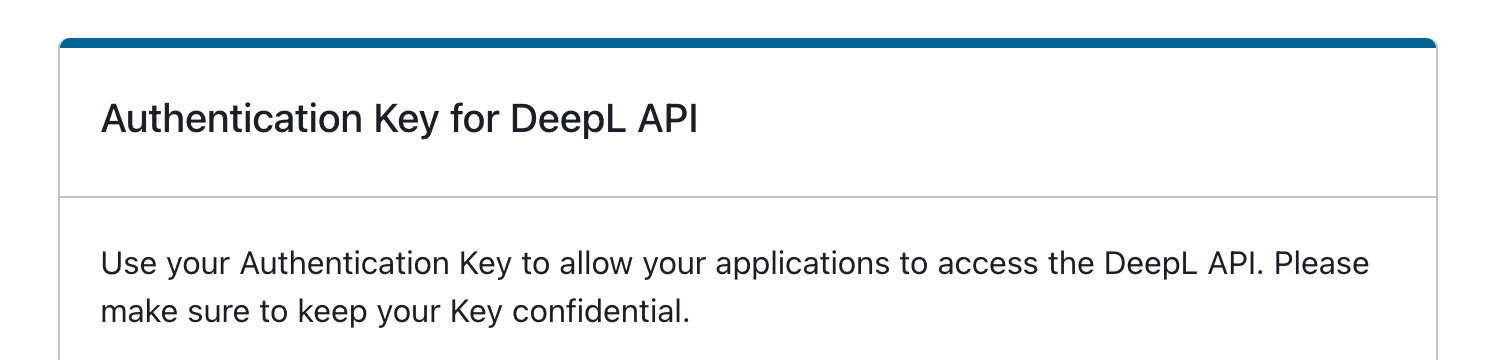 Authentication Key for DeepL API
Use your Authentication Key to allow your applications to access the DeepL API. Please
make sure to keep your Key confidential.